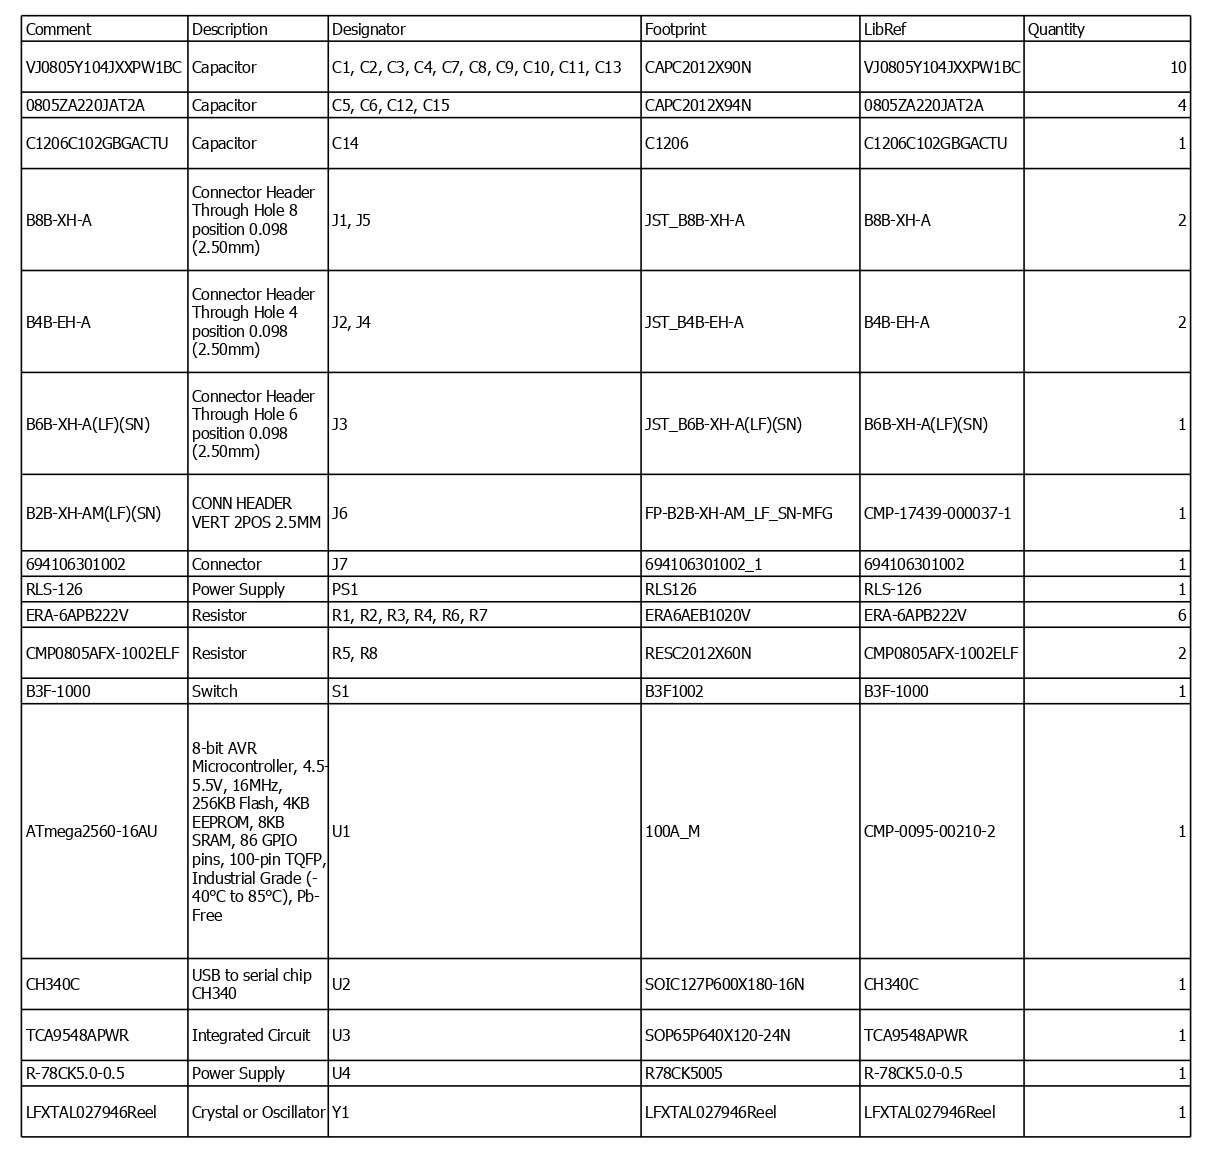 Comment Description Designator Footprint LibRef Quantity
VJ0805Y104JXXPW1BC Capacitor C1, C2, C3, C4, C7, C8, C9, C10, C11, C13 CAPC2012X90N VJ0805Y104JXXPW1BC 10
0805ZA220JAT2A Capacitor C5, C6, C12, C15 CAPC2012X94N 0805ZA220JAT2A 4
C1206C102GBGACTU Capacitor C14 C1206 C1206C102GBGACTU 1
Connector Header
Through Hole 8
B8B-XH-A J1, J5 JST_B8B-XH-A B8B-XH-A 2
position 0.098
(2.50mm)
Connector Header
Through Hole 4
B4B-EH-A J2, J4 JST_B4B-EH-A B4B-EH-A 2
position 0.098
(2.50mm)
Connector Header
Through Hole 6
B6B-XH-A(LF)(SN) J3 JST_B6B-XH-A(LF)(SN) B6B-XH-A(LF)(SN) 1
position 0.098
(2.50mm)
CONN HEADER
B2B-XH-AM(LF)(SN) J6 FP-B2B-XH-AM_LF_SN-MFG CMP-17439-000037-1 1
VERT 2POS 2.5MM
694106301002 Connector J7 694106301002_1 694106301002 1
RLS-126 Power Supply PS1 RLS126 RLS-126 1
ERA-6APB222V Resistor R1, R2, R3, R4, R6, R7 ERA6AEB1020V ERA-6APB222V 6
CMP0805AFX-1002ELF Resistor R5, R8 RESC2012X60N CMP0805AFX-1002ELF 2
B3F-1000 Switch S1 B3F1002 B3F-1000 1
8-bit AVR
Microcontroller, 4.5-
5.5V, 16MHz,
256KB Flash, 4KB
EEPROM, 8KB
ATmega2560-16AU SRAM, 86 GPIO U1 100A_M CMP-0095-00210-2 1
pins, 100-pin TQFP,
Industrial Grade (-
40°C to 85°C), Pb-
Free
USB to serial chip
CH340C U2 SOIC127P600X180-16N CH340C 1
CH340
TCA9548APWR Integrated Circuit U3 SOP65P640X120-24N TCA9548APWR 1
R-78CK5.0-0.5 Power Supply U4 R78CK5005 R-78CK5.0-0.5 1
LFXTAL027946Reel Crystal or Oscillator Y1 LFXTAL027946Reel LFXTAL027946Reel 1